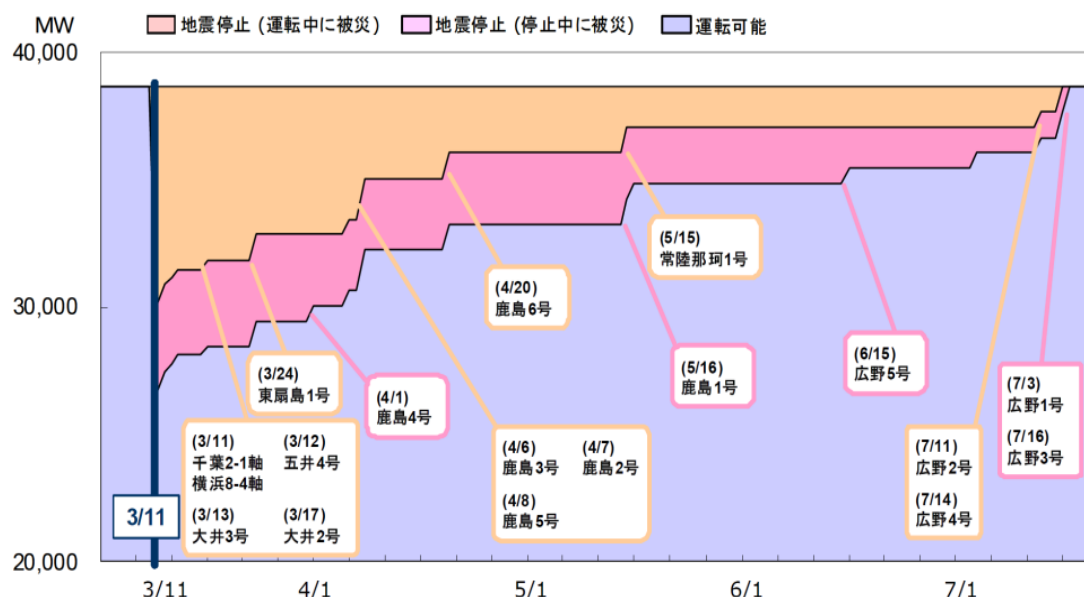 MW
地震停止 (運転中に被災)
地震停止 (停止中に被災)
運転可能
40,000
30,000
20,000
(5/15)
常陸那珂1号
(4/20)
鹿島6号
(3/24)
東扇島1号
(4/1)
鹿島4号
(5/16)
鹿島1号
(6/15)
広野5号
(7/3)
広野1号
(7/16)
広野3号
(3/11)
千葉2-1軸
横浜8-4軸
(3/12)
五井4号
(3/13)
大井3号
(3/17)
大井2号
(4/6)
鹿島3号
(4/7)
鹿島2号
(4/8)
鹿島5号
(7/11)
広野2号
(7/14)
広野4号
3/11
3/11
4/1
5/1
6/1
7/1